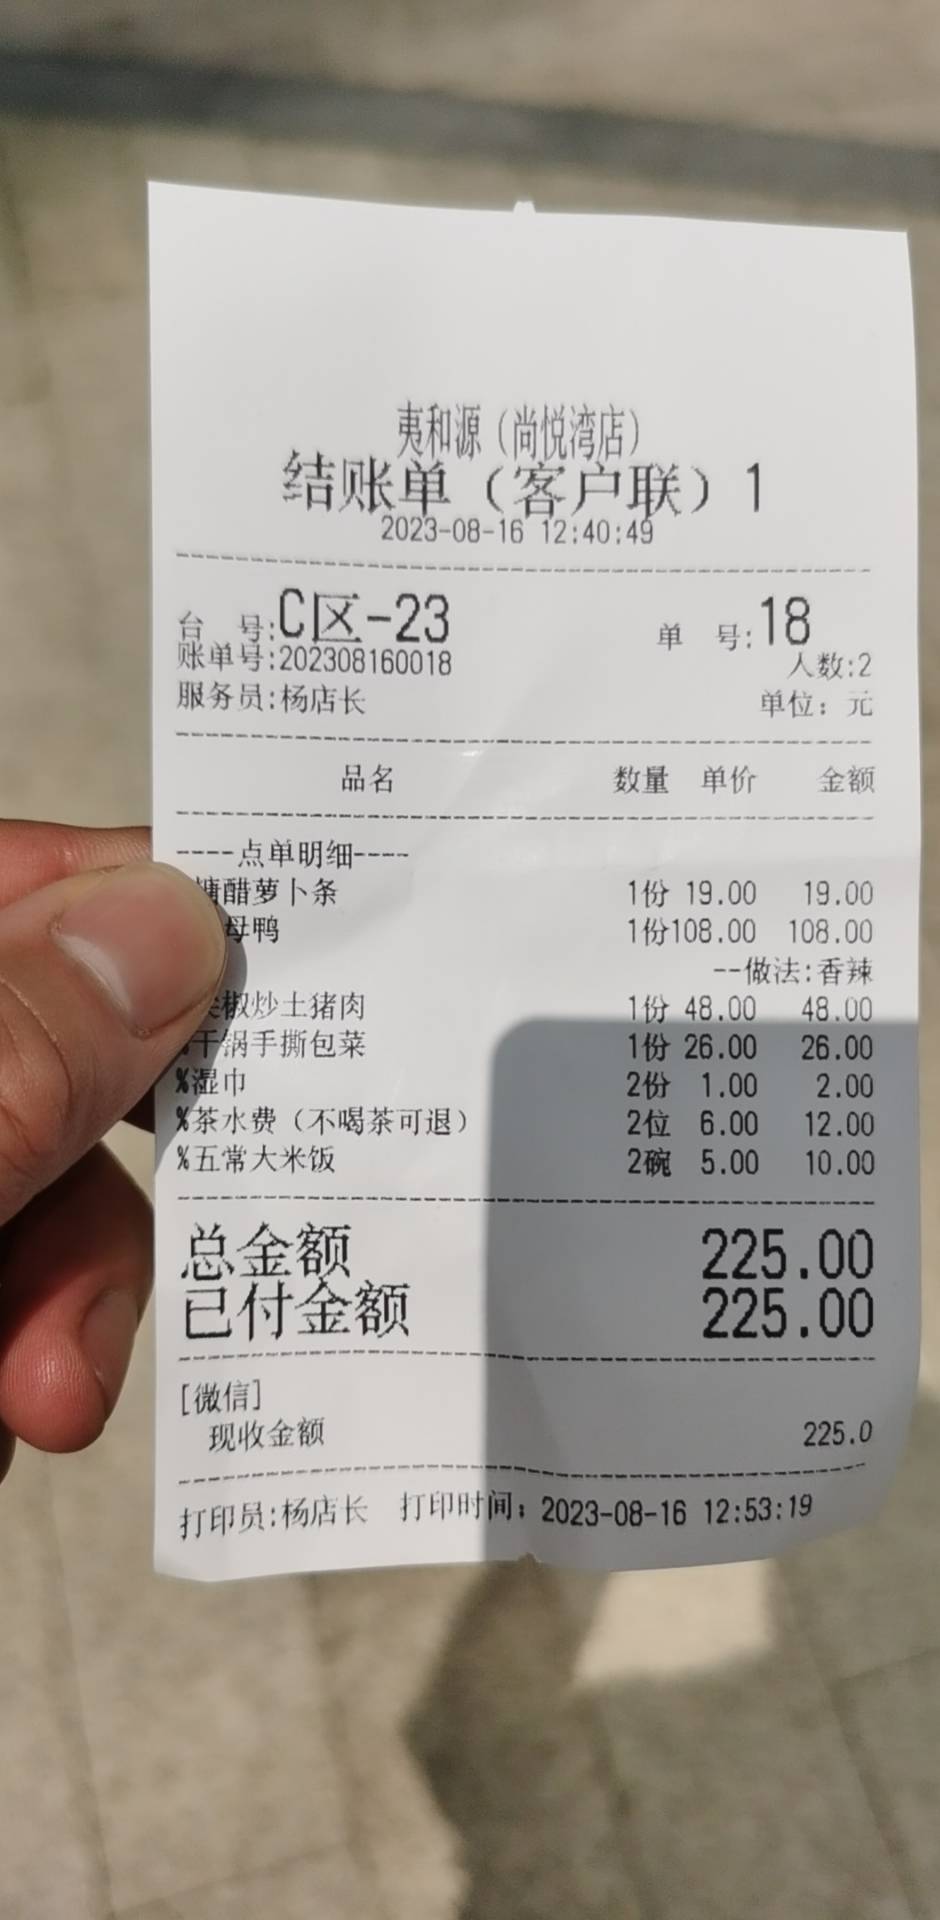 夷和源（尚悦湾店）
结账单（客户联）1
2023-08-16 12:40:49
台 号:C区-23 单 号:18
账单号:202308160018 人数:2
服务员:杨店长 单位：元
品名 数量 单价 金额
----点单明细----
糖醋萝卜条 1份 19.00 19.00
母鸭 1份 108.00 108.00
--做法:香辣
椒炒土猪肉 1份 48.00 48.00
干锅手撕包菜 1份 26.00 26.00
%湿巾 2份 1.00 2.00
%茶水费（不喝茶可退） 2位 6.00 12.00
%五常大米饭 2碗 5.00 10.00
总金额 225.00
已付金额 225.00
[微信]
现收金额 225.0
打印员:杨店长 打印时间：2023-08-16 12:53:19